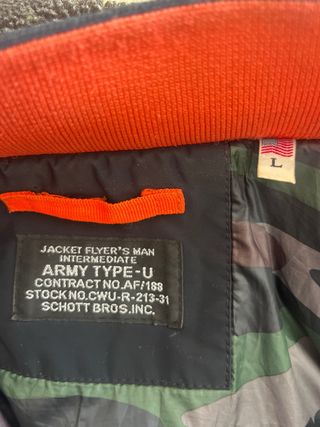 L
JACKET FLYER'S MAN
INTERMEDIATE
ARMY TYPE-U
CONTRACT NO.AF/188
STOCK NO.CWU-R-213-31
SCHOTT BROS.INC.